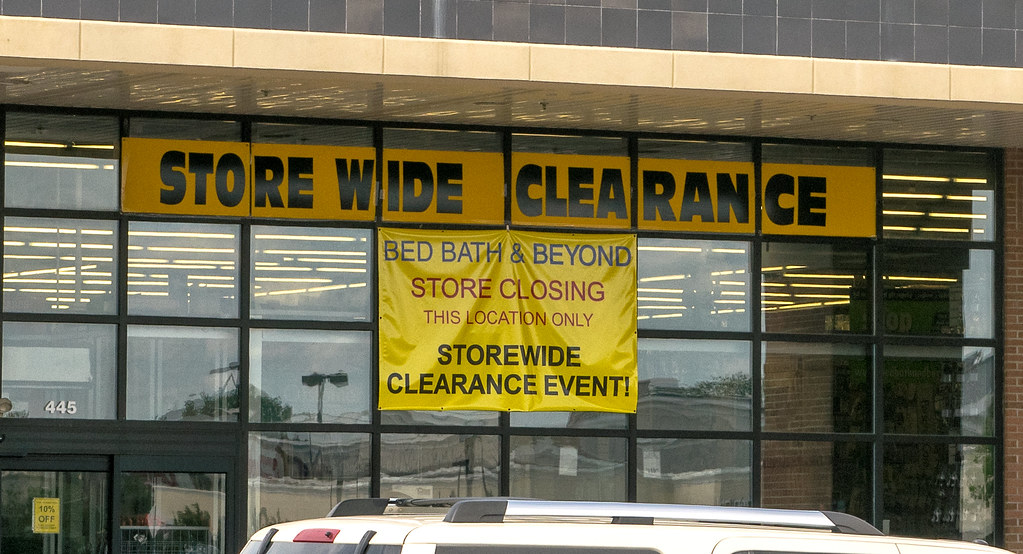 STORE WIDE CLEARANCE
BED BATH & BEYOND
STORE CLOSING
THIS LOCATION ONLY
STOREWIDE
CLEARANCE EVENT!
445
10%
OFF